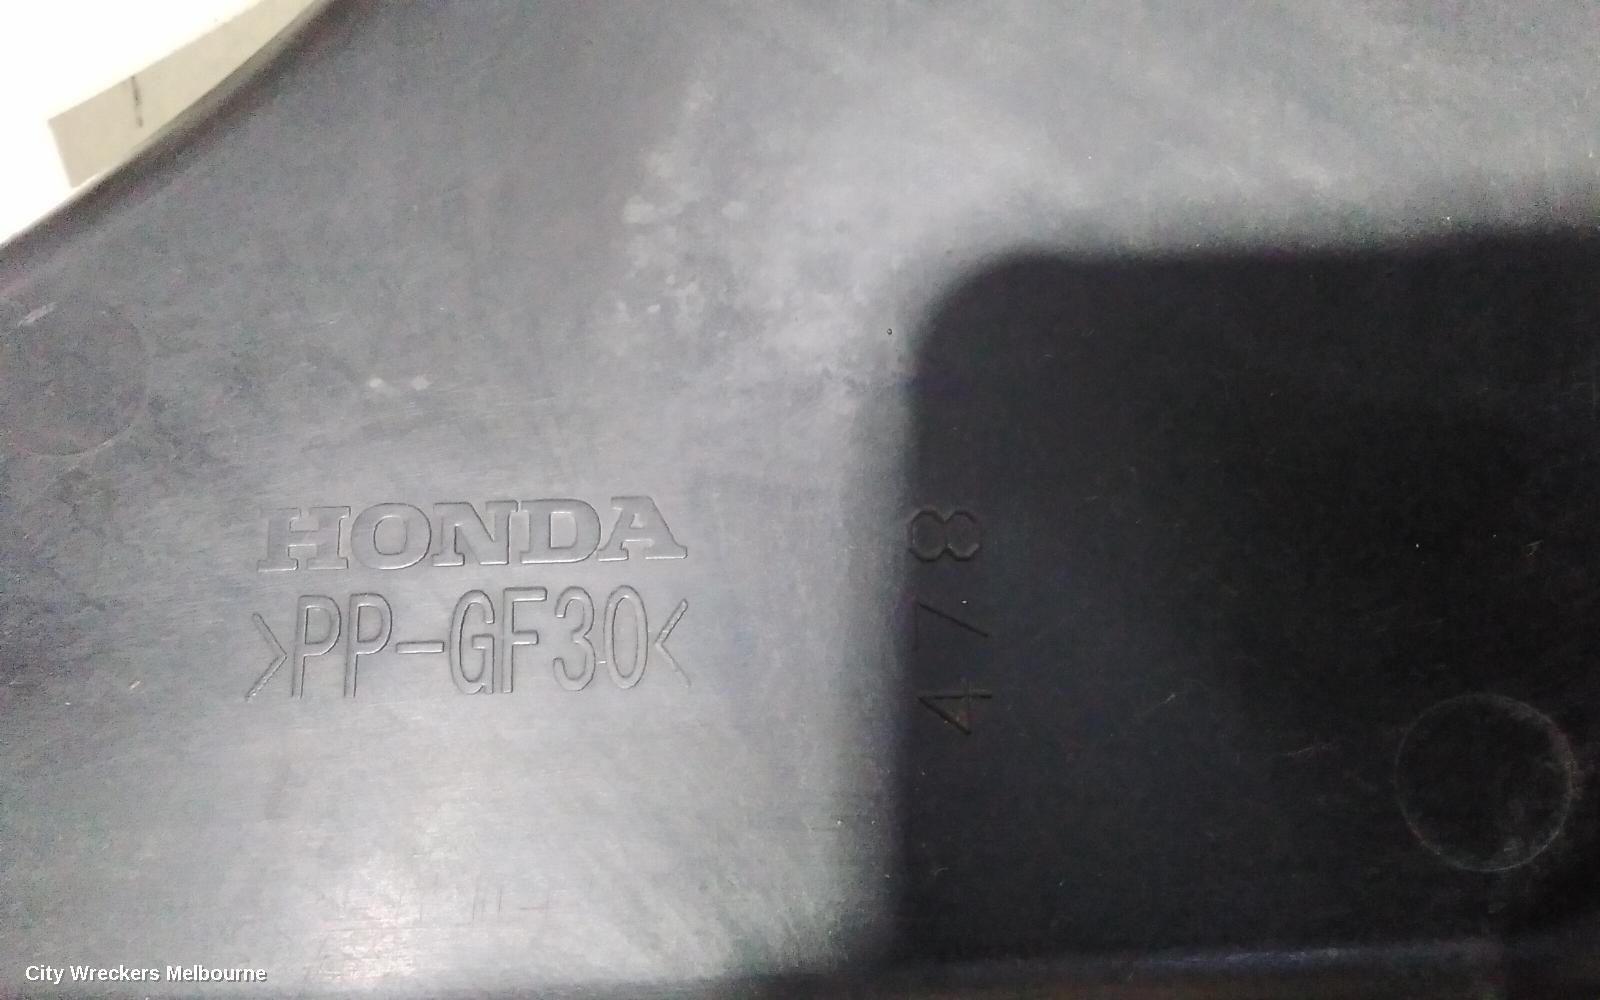 HONDA
>PP-GF30<
478
City Wreckers Melbourne